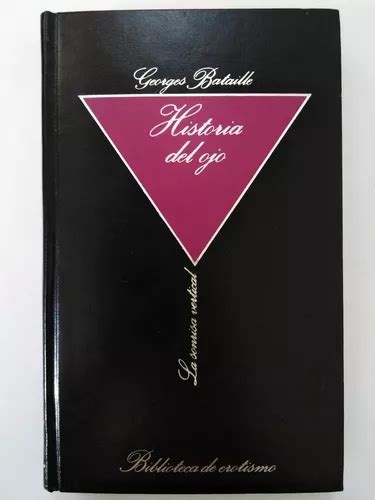 Georges Bataille
Historia
del ojo
La sonrisa vertical
Biblioteca de erotismo